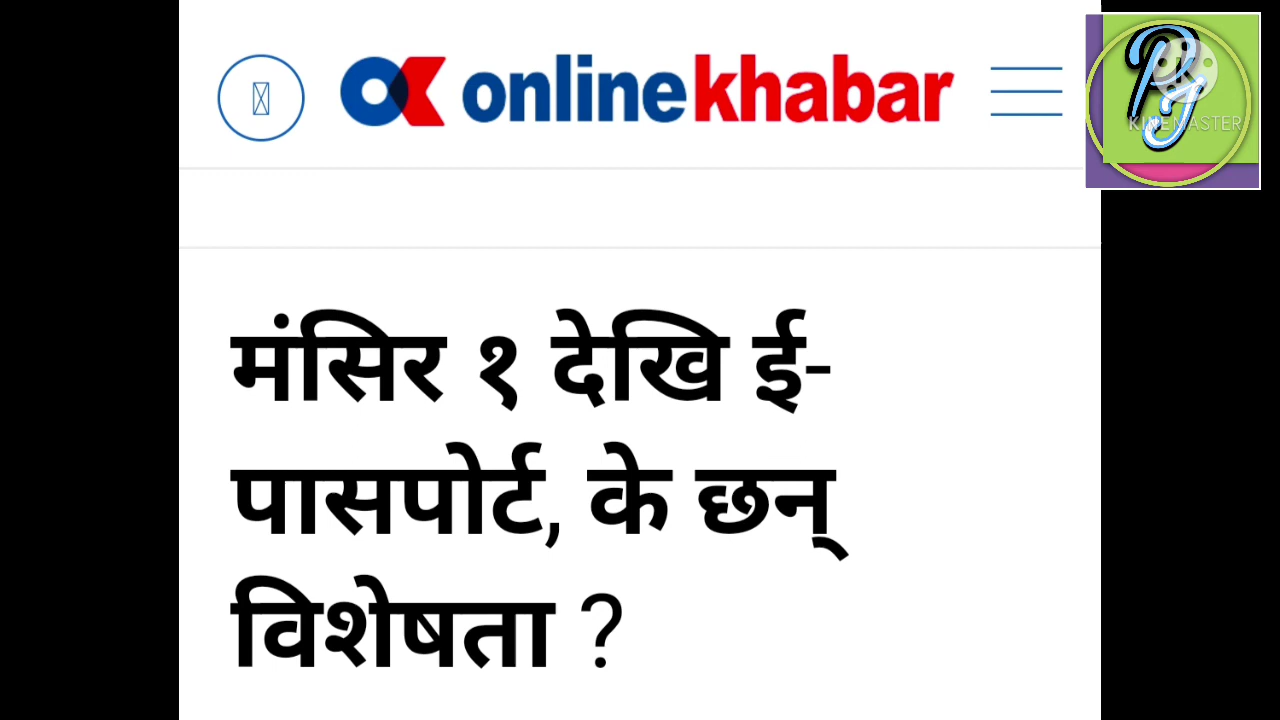 onlinekhabar
KINEMASTER
मंसिर १ देखि ई-
पासपोर्ट, के छन्
विशेषता ?